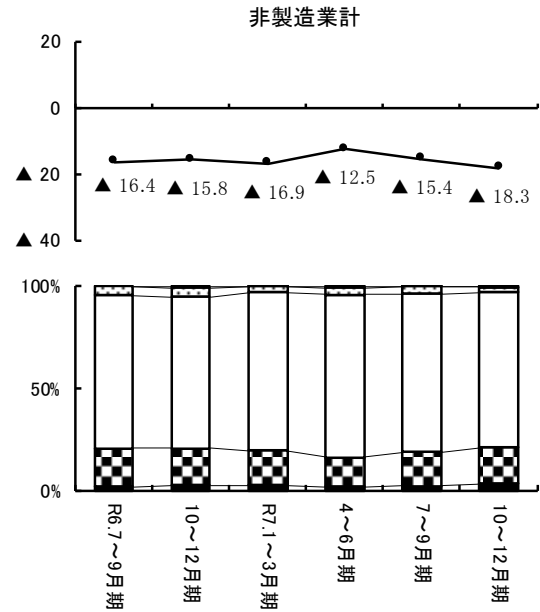 非製造業計
20
0
▲ 20
▲ 40
▲ 16.4
▲ 15.8
▲ 16.9
▲ 12.5
▲ 15.4
▲ 18.3
100%
50%
0%
R6.7～9月期
10～12月期
R7.1～3月期
4～6月期
7～9月期
10～12月期